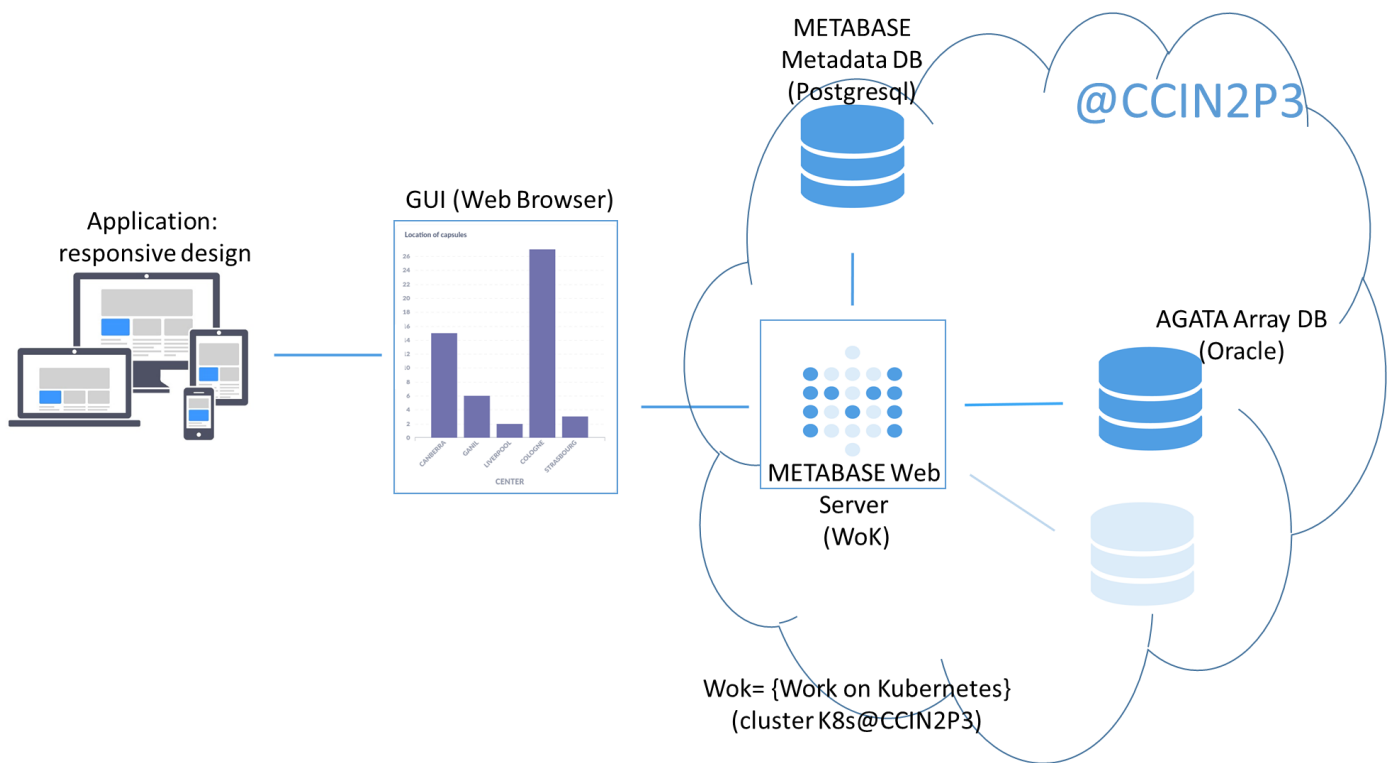 METABASE
Metadata DB
(Postgresql)
@CCIN2P3
GUI (Web Browser)
Application:
responsive design
Location of capsules
26
24
22
20
18
16
14
12
10
8
6
4
2
0
CANBERRA
GANIL
LIVERPOOL
COLOGNE
STRASBOURG
CENTER
AGATA Array DB
(Oracle)
METABASE Web
Server
(WoK)
Wok= {Work on Kubernetes}
(cluster K8s@CCIN2P3)